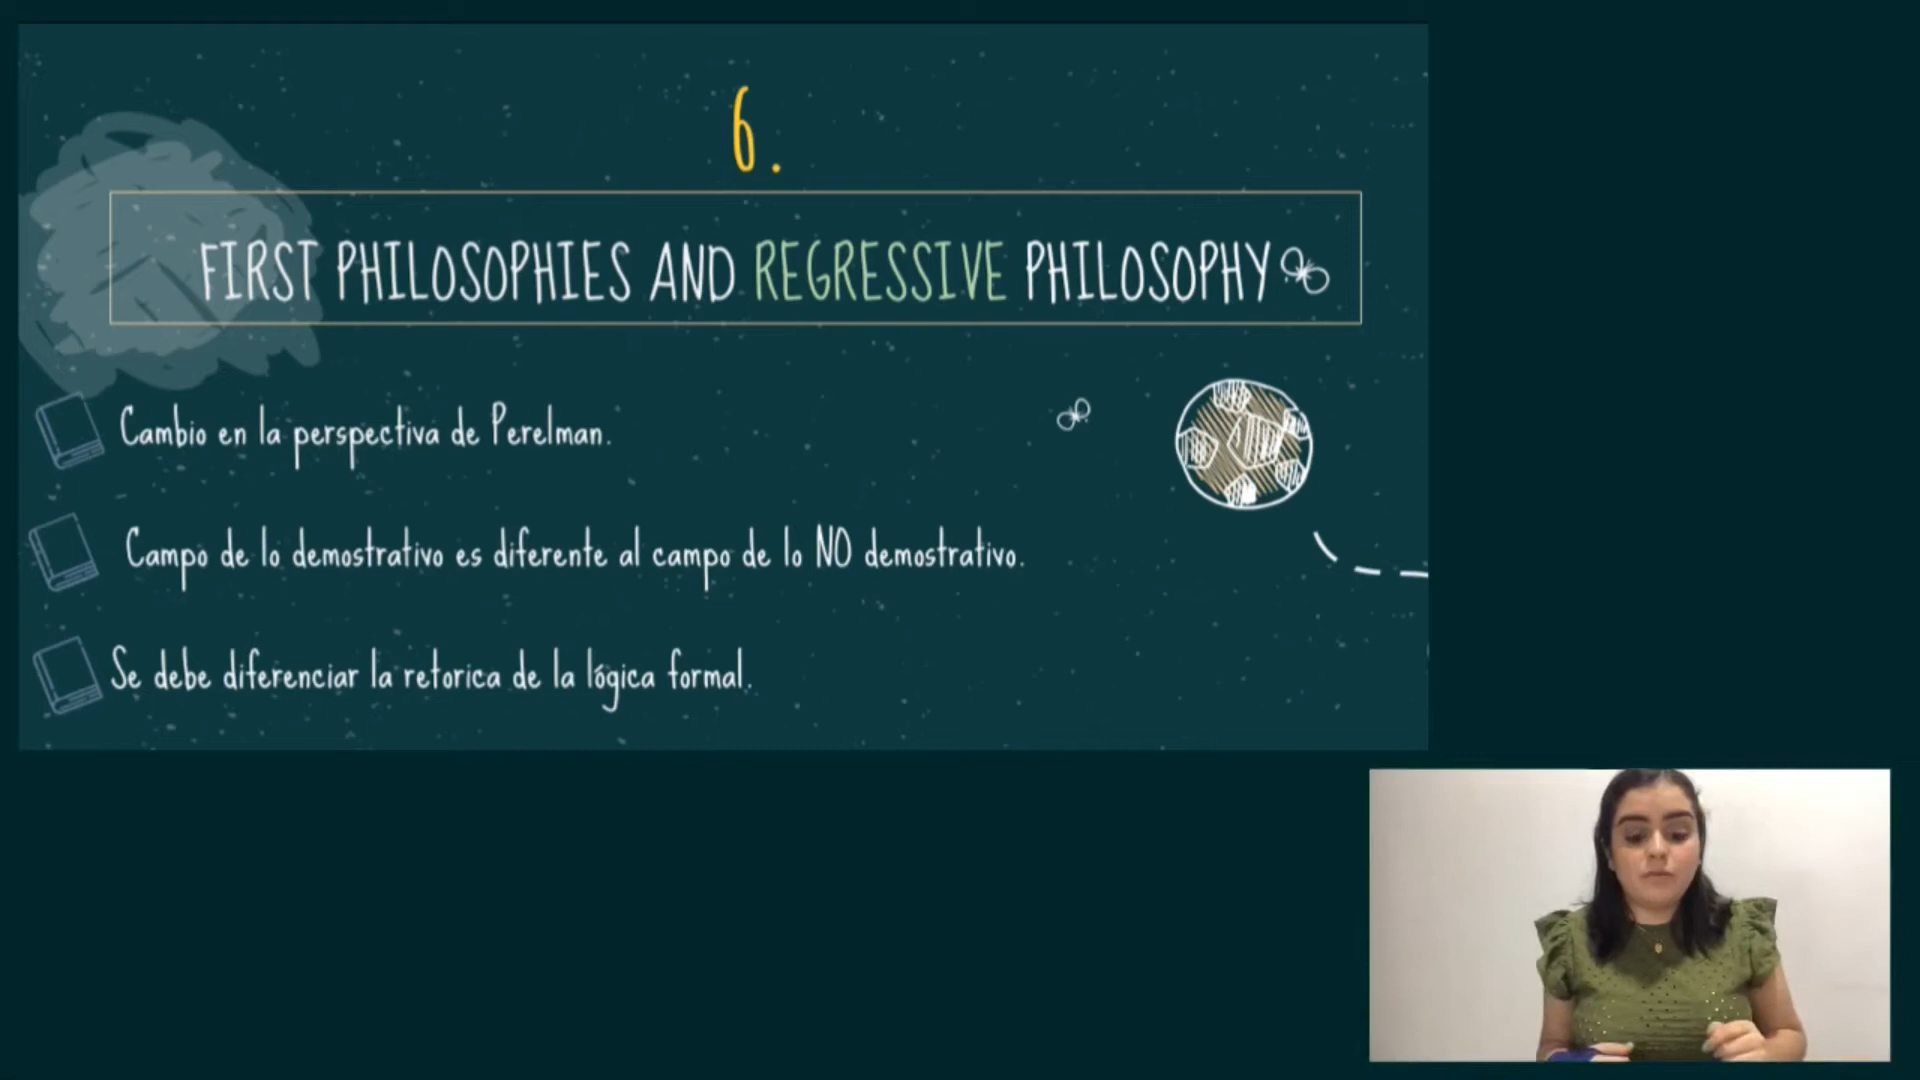 6.
FIRST PHILOSOPHIES AND REGRESSIVE PHILOSOPHY
Cambio en la perspectiva de Perelman.
Campo de lo demostrativo es diferente al campo de lo NO demostrativo.
Se debe diferenciar la retorica de la lógica formal.